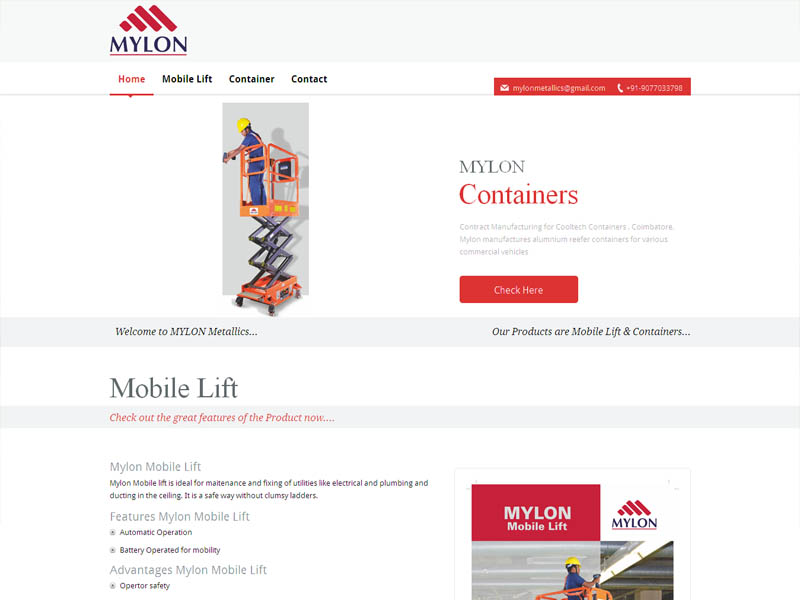 MYLON
Home Mobile Lift Container Contact
mylonmetallics@gmail.com +91-9077033798
MYLON
Containers
Contract Manufacturing for Cooltech Containers . Coimbatore.
Mylon manufactures alumnium reefer containers for various
commercial vehicles
Check Here
Welcome to MYLON Metallics...
Our Products are Mobile Lift & Containers...
Mobile Lift
Check out the great features of the Product now....
Mylon Mobile Lift
Mylon Mobile lift is ideal for maitenance and fixing of utilities like electrical and plumbing and
ducting in the ceiling. It is a safe way without clumsy ladders.
Features Mylon Mobile Lift
Automatic Operation
Battery Operated for mobility
Advantages Mylon Mobile Lift
Opertor safety
MYLON
Mobile Lift
MYLON